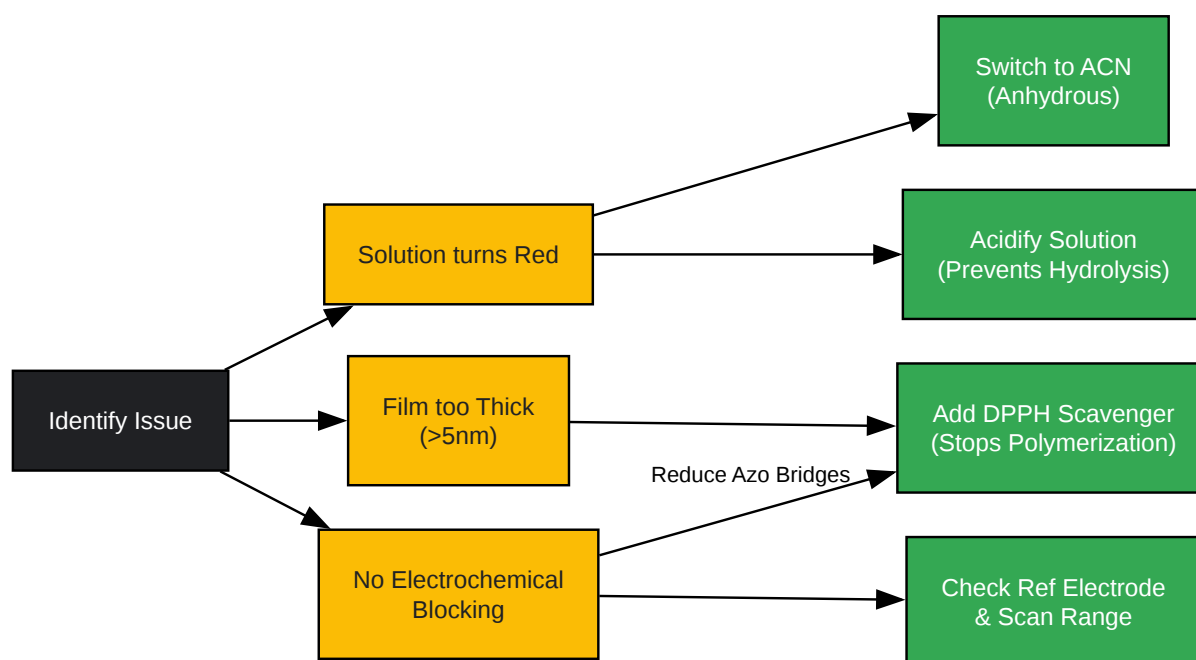 Switch to ACN
(Anhydrous)
Solution turns Red
Acidify Solution
(Prevents Hydrolysis)
Identify Issue
Film too Thick
(>5nm)
Add DPPH Scavenger
(Stops Polymerization)
Reduce Azo Bridges
No Electrochemical
Blocking
Check Ref Electrode
& Scan Range